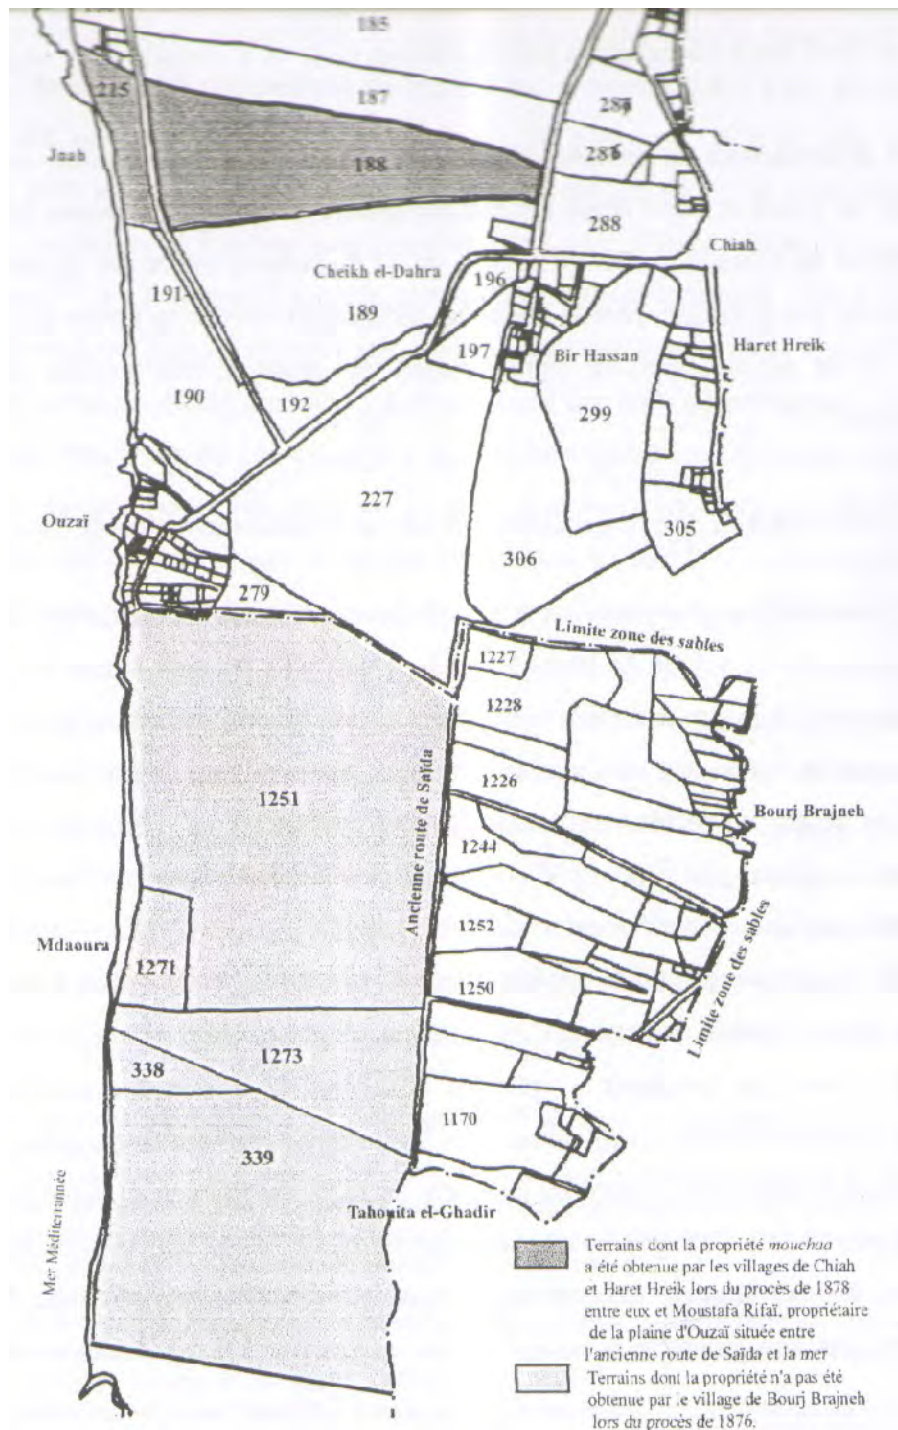 185
187
215
Jnah
188
287
286
288
Chiah
Cheikh el-Dahra
196
191
189
Haret Hreik
197
Bir Hassan
190
192
299
227
Ouzaï
305
306
279
Limite zone des sables
1227
1228
Ancienne route de Saïda
1251
1226
Bourj Brajneh
1244
1252
Mdaoura
1271
1250
Limite zone des sables
1273
338
1170
339
Mer Méditerrannée
Tahouita el-Ghadir
Terrains dont la propriété mouchaa
a été obtenue par les villages de Chiah
et Haret Hreik lors du procès de 1878
entre eux et Moustafa Rifaï, propriétaire
de la plaine d'Ouzaï située entre
l'ancienne route de Saïda et la mer
Terrains dont la propriété n'a pas été
obtenue par le village de Bourj Brajneh
lors du procès de 1876.